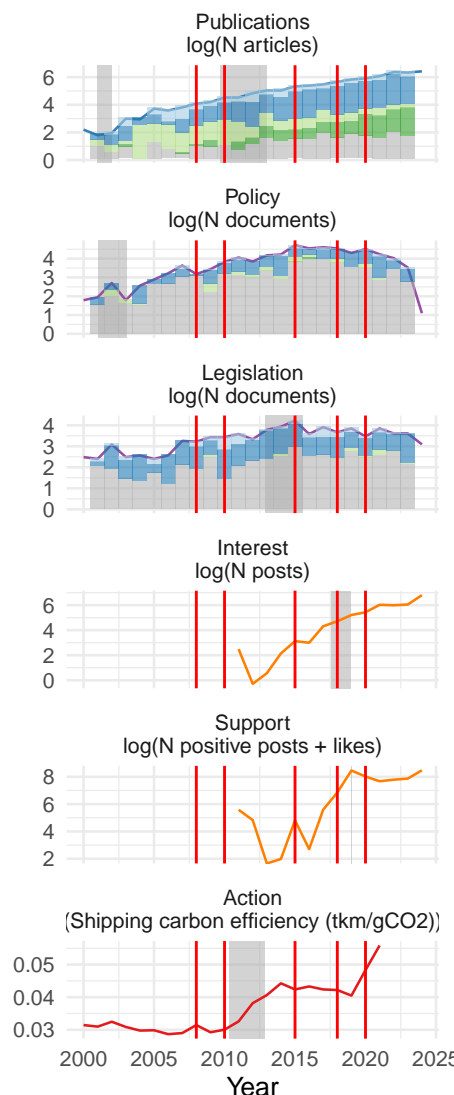 Publications
log(N articles)
6
4
2
0
Policy
log(N documents)
4
3
2
1
0
Legislation
log(N documents)
4
3
2
1
0
Interest
log(N posts)
6
4
2
0
Support
log(N positive posts + likes)
8
6
4
2
Action
(Shipping carbon efficiency (tkm/gCO2))
0.05
0.04
0.03
2000 2005 2010 2015 2020 2025
Year